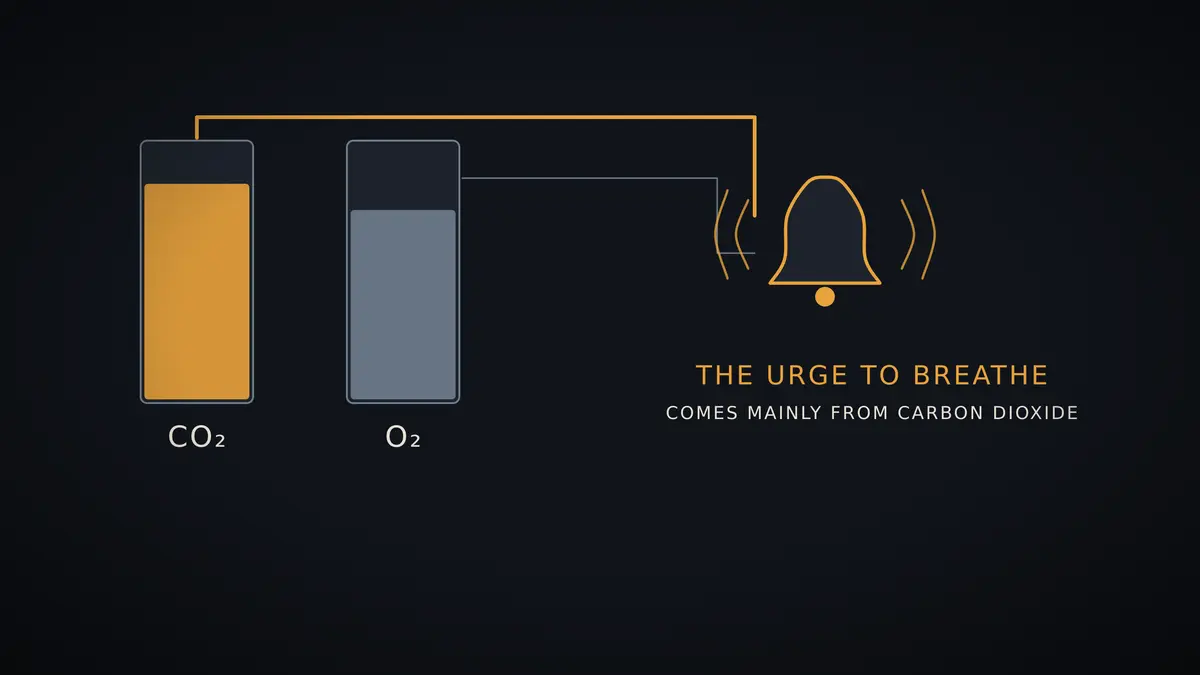 CO₂
O₂
THE URGE TO BREATHE
COMES MAINLY FROM CARBON DIOXIDE